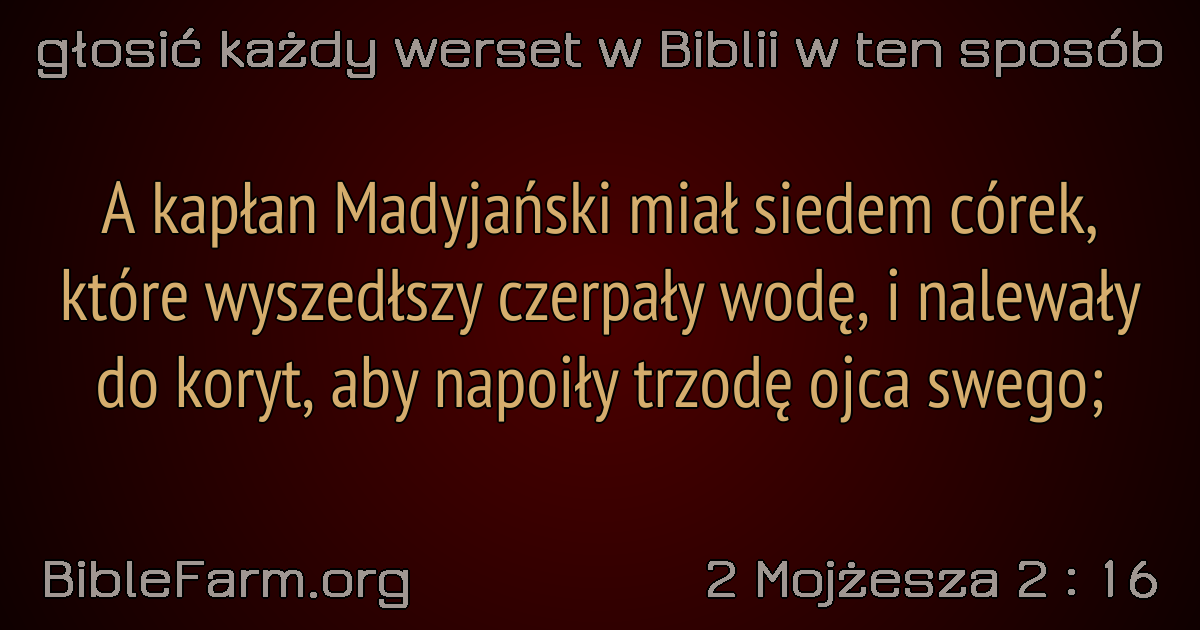 głosić każdy werset w Biblii w ten sposób
A kapłan Madyjański miał siedem córek,
które wyszedłszy czerpały wodę, i nalewały
do koryt, aby napoiły trzodę ojca swego;
BibleFarm.org
2 Mojżesza 2 : 16